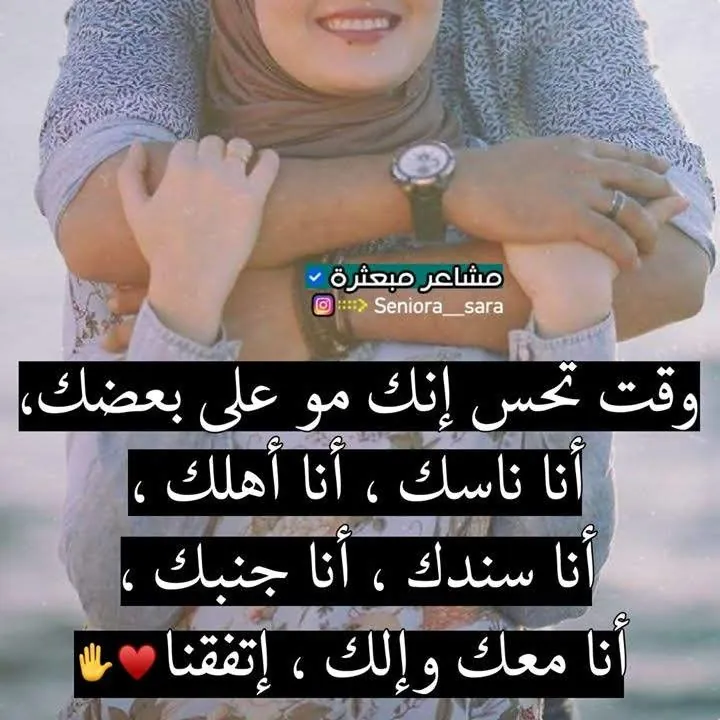 مشاعر مبعثرة
Seniora__sara
وقت تحس إنك مو على بعضك،
أنا ناسك ، أنا أهلك ،
أنا سندك ، أنا جنبك ،
أنا معك وإلك ، إتفقنا♥️✋